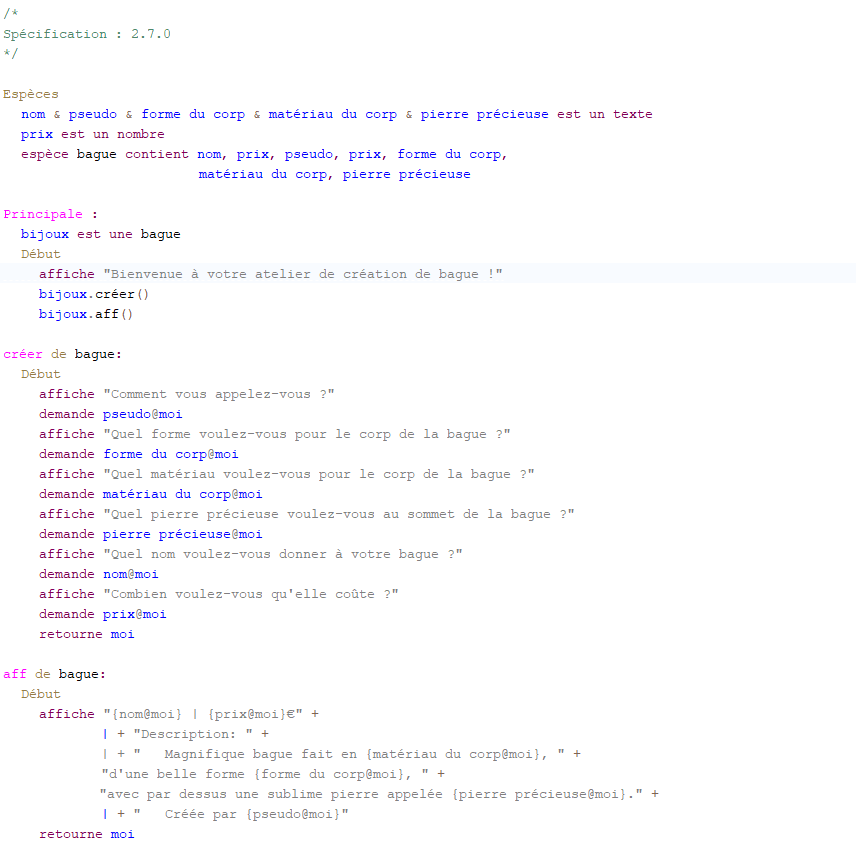 /*
Spécification : 2.7.0
*/
Espèces
nom & pseudo & forme du corp & matériau du corp & pierre précieuse est un texte
prix est un nombre
espèce bague contient nom, prix, pseudo, prix, forme du corp,
matériau du corp, pierre précieuse
Principale :
bijoux est une bague
Début
affiche "Bienvenue à votre atelier de création de bague !"
bijoux.créer()
bijoux.aff()
créer de bague:
Début
affiche "Comment vous appelez-vous ?"
demande pseudo@moi
affiche "Quel forme voulez-vous pour le corp de la bague ?"
demande forme du corp@moi
affiche "Quel matériau voulez-vous pour le corp de la bague ?"
demande matériau du corp@moi
affiche "Quel pierre précieuse voulez-vous au sommet de la bague ?"
demande pierre précieuse@moi
affiche "Quel nom voulez-vous donner à votre bague ?"
demande nom@moi
affiche "Combien voulez-vous qu'elle coûte ?"
demande prix@moi
retourne moi
aff de bague:
Début
affiche "{nom@moi} | {prix@moi}€" +
| + "Description: " +
| + "   Magnifique bague fait en {matériau du corp@moi}, " +
"d'une belle forme {forme du corp@moi}, " +
"avec par dessus une sublime pierre appelée {pierre précieuse@moi}." +
| + "   Créée par {pseudo@moi}"
retourne moi